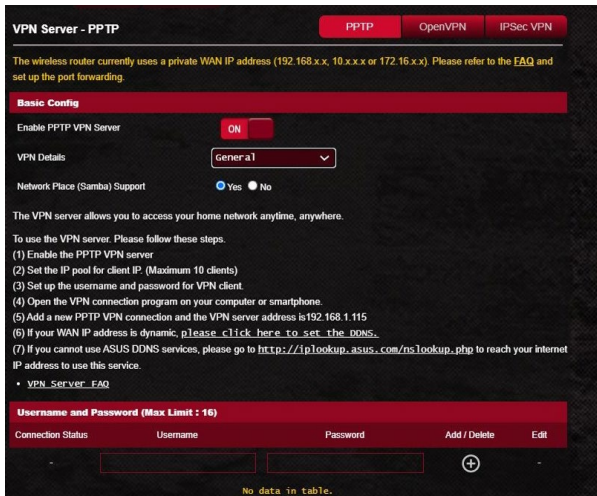 VPN Server - PPTP
PPTP
OpenVPN
IPSec VPN
The wireless router currently uses a private WAN IP address (192.168.x.x, 10.x.x.x or 172.16.x.x). Please refer to the FAQ and
set up the port forwarding.
Basic Config
Enable PPTP VPN Server
ON
VPN Details
General
Network Place (Samba) Support
Yes No
The VPN server allows you to access your home network anytime, anywhere.
To use the VPN server. Please follow these steps.
(1) Enable the PPTP VPN server
(2) Set the IP pool for client IP. (Maximum 10 clients)
(3) Set up the username and password for VPN client.
(4) Open the VPN connection program on your computer or smartphone.
(5) Add a new PPTP VPN connection and the VPN server address is192.168.1.115
(6) If your WAN IP address is dynamic, please click here to set the DDNS.
(7) If you cannot use ASUS DDNS services, please go to http://iplookup.asus.com/nslookup.php to reach your internet
IP address to use this service.
• VPN Server FAQ
Username and Password (Max Limit : 16)
Connection Status Username Password Add / Delete Edit
- -
No data in table.